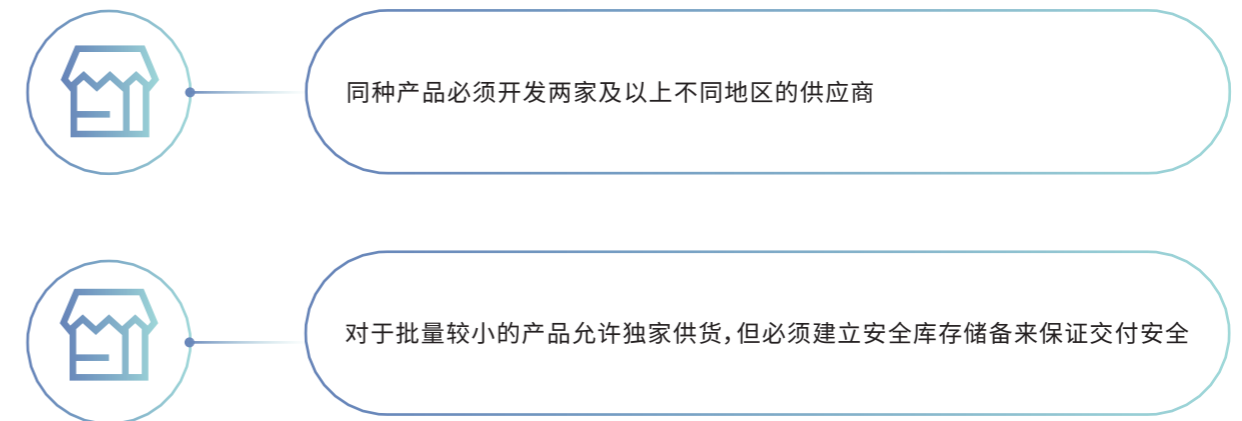 同种产品必须开发两家及以上不同地区的供应商
对于批量较小的产品允许独家供货,但必须建立安全库存储备来保证交付安全